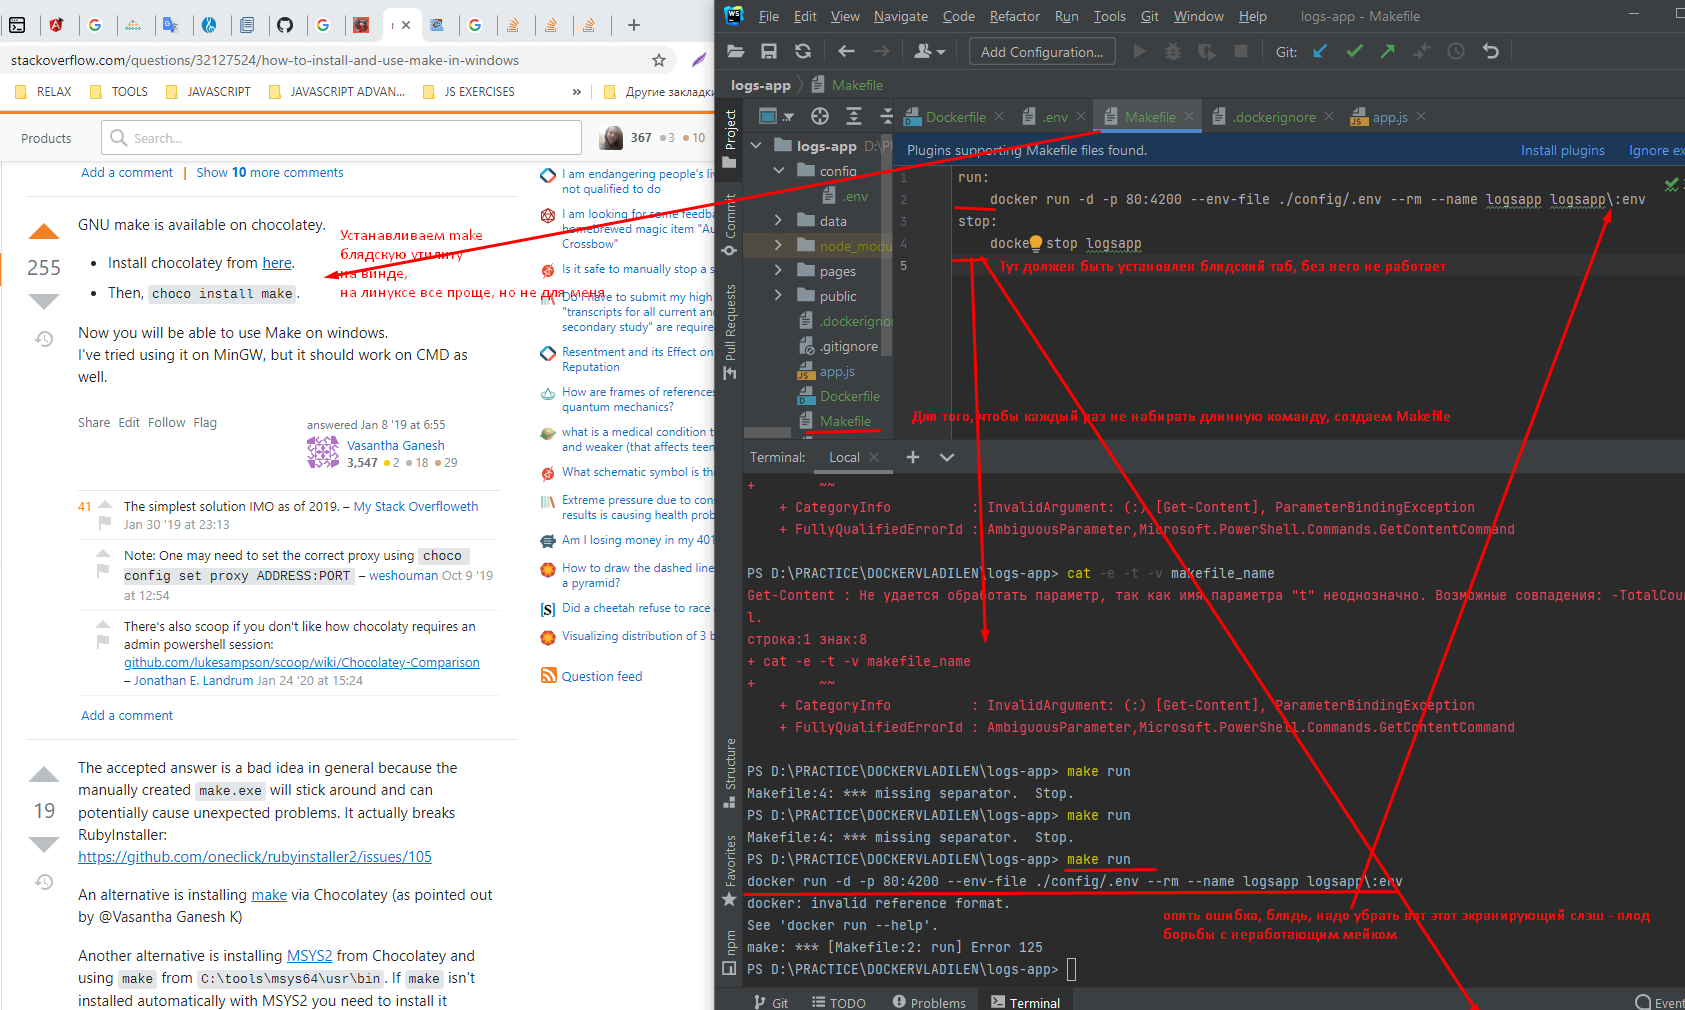 stackoverflow.com/questions/32127524/how-to-install-and-use-make-in-windows
RELAX TOOLS JAVASCRIPT JAVASCRIPT ADVAN... JS EXERCISES » Другие закладки
Products Search... 367 3 10
Add a comment | Show 10 more comments
GNU make is available on chocolatey.
255
• Install chocolatey from here.
• Then, choco install make.
Устанавливаем make
блядскую утилиту
на винде,
на линуксе все проще, но не для меня
Now you will be able to use Make on windows.
I've tried using it on MinGW, but it should work on CMD as
well.
Share Edit Follow Flag
answered Jan 8 '19 at 6:55
Vasantha Ganesh
3,547 2 18 29
41 The simplest solution IMO as of 2019. – My Stack Overfloweth
Jan 30 '19 at 23:13
Note: One may need to set the correct proxy using choco
config set proxy ADDRESS:PORT – weshouman Oct 9 '19
at 12:54
There's also scoop if you don't like how chocolaty requires an
admin powershell session:
github.com/lukesampson/scoop/wiki/Chocolatey-Comparison
– Jonathan E. Landrum Jan 24 '20 at 15:24
Add a comment
The accepted answer is a bad idea in general because the
manually created make.exe will stick around and can
19
potentially cause unexpected problems. It actually breaks
RubyInstaller:
https://github.com/oneclick/rubyinstaller2/issues/105
An alternative is installing make via Chocolatey (as pointed out
by @Vasantha Ganesh K)
Another alternative is installing MSYS2 from Chocolatey and
using make from C:\tools\msys64\usr\bin. If make isn't
installed automatically with MSYS2 you need to install it
I am endangering people's li
not qualified to do
I am looking for some feedba
homebrewed magic item "Au
Crossbow"
Is it safe to manually stop a s
Do I have to submit my high
"transcripts for all current an
secondary study" are require
Resentment and its Effect on
Reputation
How are frames of references
quantum mechanics?
what is a medical condition t
and weaker (that affects teen
What schematic symbol is thi
Extreme pressure due to con
results is causing health prob
Am I losing money in my 401
How to draw the dashed line
a pyramid?
Did a cheetah refuse to race
Visualizing distribution of 3 b
Question feed
WS File Edit View Navigate Code Refactor Run Tools Git Window Help logs-app - Makefile
Add Configuration... Git:
logs-app Makefile
Dockerfile .env Makefile .dockerignore app.js
Project
Commit
Pull Requests
Structure
Favorites
npm
logs-app D:\P
config
.env
data
node_modu
pages
public
.dockerignor
.gitignore
app.js
Dockerfile
Makefile
Plugins supporting Makefile files found. Install plugins Ignore ex
1 run:
2 docker run -d -p 80:4200 --env-file ./config/.env --rm --name logsapp logsapp\:env
3 stop:
4 docke stop logsapp
5
Тут должен быть установлен блядский таб, без него не работает
Для того, чтобы каждый раз не набирать длинную команду, создаем Makefile
Terminal: Local
+ ~~
+ CategoryInfo : InvalidArgument: (:) [Get-Content], ParameterBindingException
+ FullyQualifiedErrorId : AmbiguousParameter,Microsoft.PowerShell.Commands.GetContentCommand
PS D:\PRACTICE\DOCKERVLADILEN\logs-app> cat -e -t -v makefile_name
Get-Content : Не удается обработать параметр, так как имя параметра "t" неоднозначно. Возможные совпадения: -TotalCou
l.
строка:1 знак:8
+ cat -e -t -v makefile_name
+ ~~
+ CategoryInfo : InvalidArgument: (:) [Get-Content], ParameterBindingException
+ FullyQualifiedErrorId : AmbiguousParameter,Microsoft.PowerShell.Commands.GetContentCommand
PS D:\PRACTICE\DOCKERVLADILEN\logs-app> make run
Makefile:4: *** missing separator.  Stop.
PS D:\PRACTICE\DOCKERVLADILEN\logs-app> make run
Makefile:4: *** missing separator.  Stop.
PS D:\PRACTICE\DOCKERVLADILEN\logs-app> make run
docker run -d -p 80:4200 --env-file ./config/.env --rm --name logsapp logsapp\:env
docker: invalid reference format.
See 'docker run --help'.
make: *** [Makefile:2: run] Error 125
PS D:\PRACTICE\DOCKERVLADILEN\logs-app>
опять ошибка, блядь, надо убрать вот этот экранирующий слэш - плод
борьбы с неработающим мейком
Git TODO Problems Terminal Event